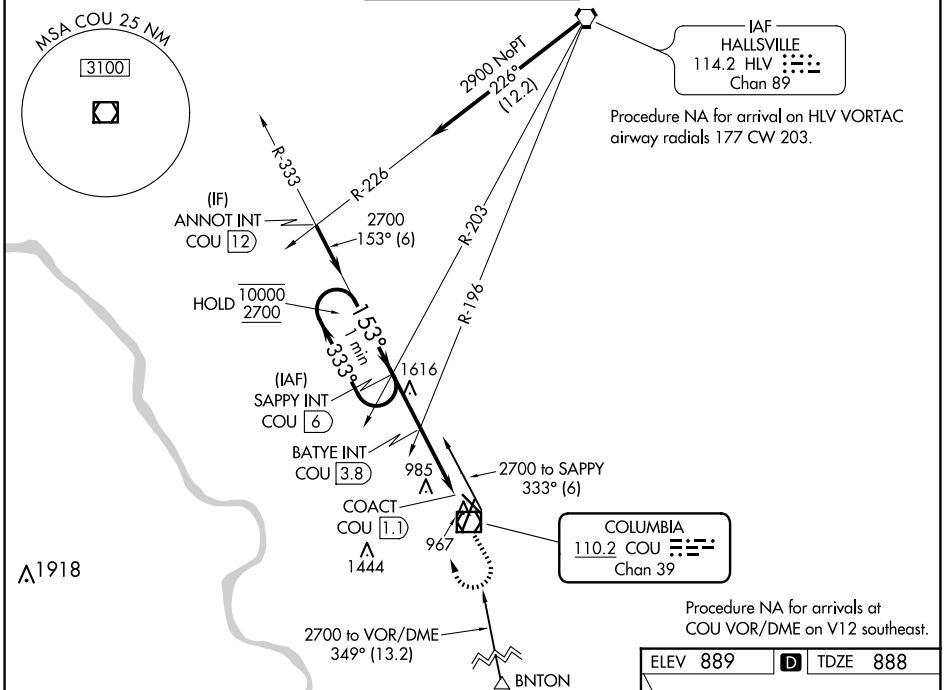 MSA COU 25 NM
3100
2900 NoPT
226°
(12.2)
IAF
HALLSVILLE
114.2 HLV
Chan 89
Procedure NA for arrival on HLV VORTAC
airway radials 177 CW 203.
R-333
R-226
R-203
R-196
(IF)
ANNOT INT
COU 12
2700
153° (6)
HOLD 10000
2700
153°
1 min
333°
(IAF)
SAPPY INT
COU 6
1616
BATYE INT
COU 3.8
985
2700 to SAPPY
333° (6)
COACT
COU 1.1
967
1444
COLUMBIA
110.2 COU
Chan 39
1918
2700 to VOR/DME
349° (13.2)
BNTON
Procedure NA for arrivals at
COU VOR/DME on V12 southeast.
ELEV 889 D TDZE 888